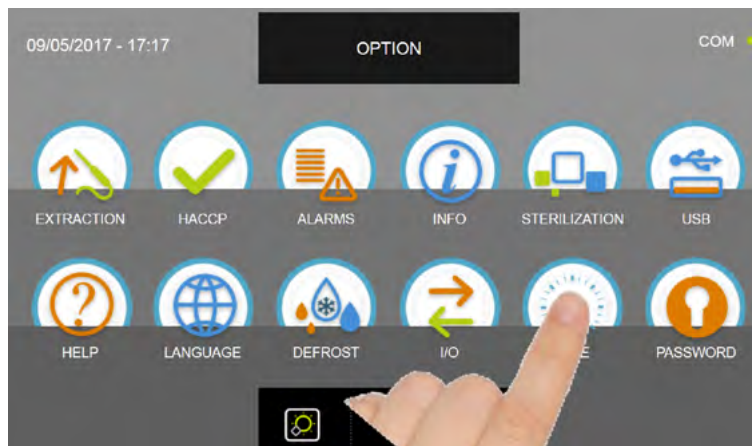 09/05/2017 - 17:17
OPTION
COM
EXTRACTION
HACCP
ALARMS
INFO
STERILIZATION
USB
HELP
LANGUAGE
DEFROST
I/O
PASSWORD